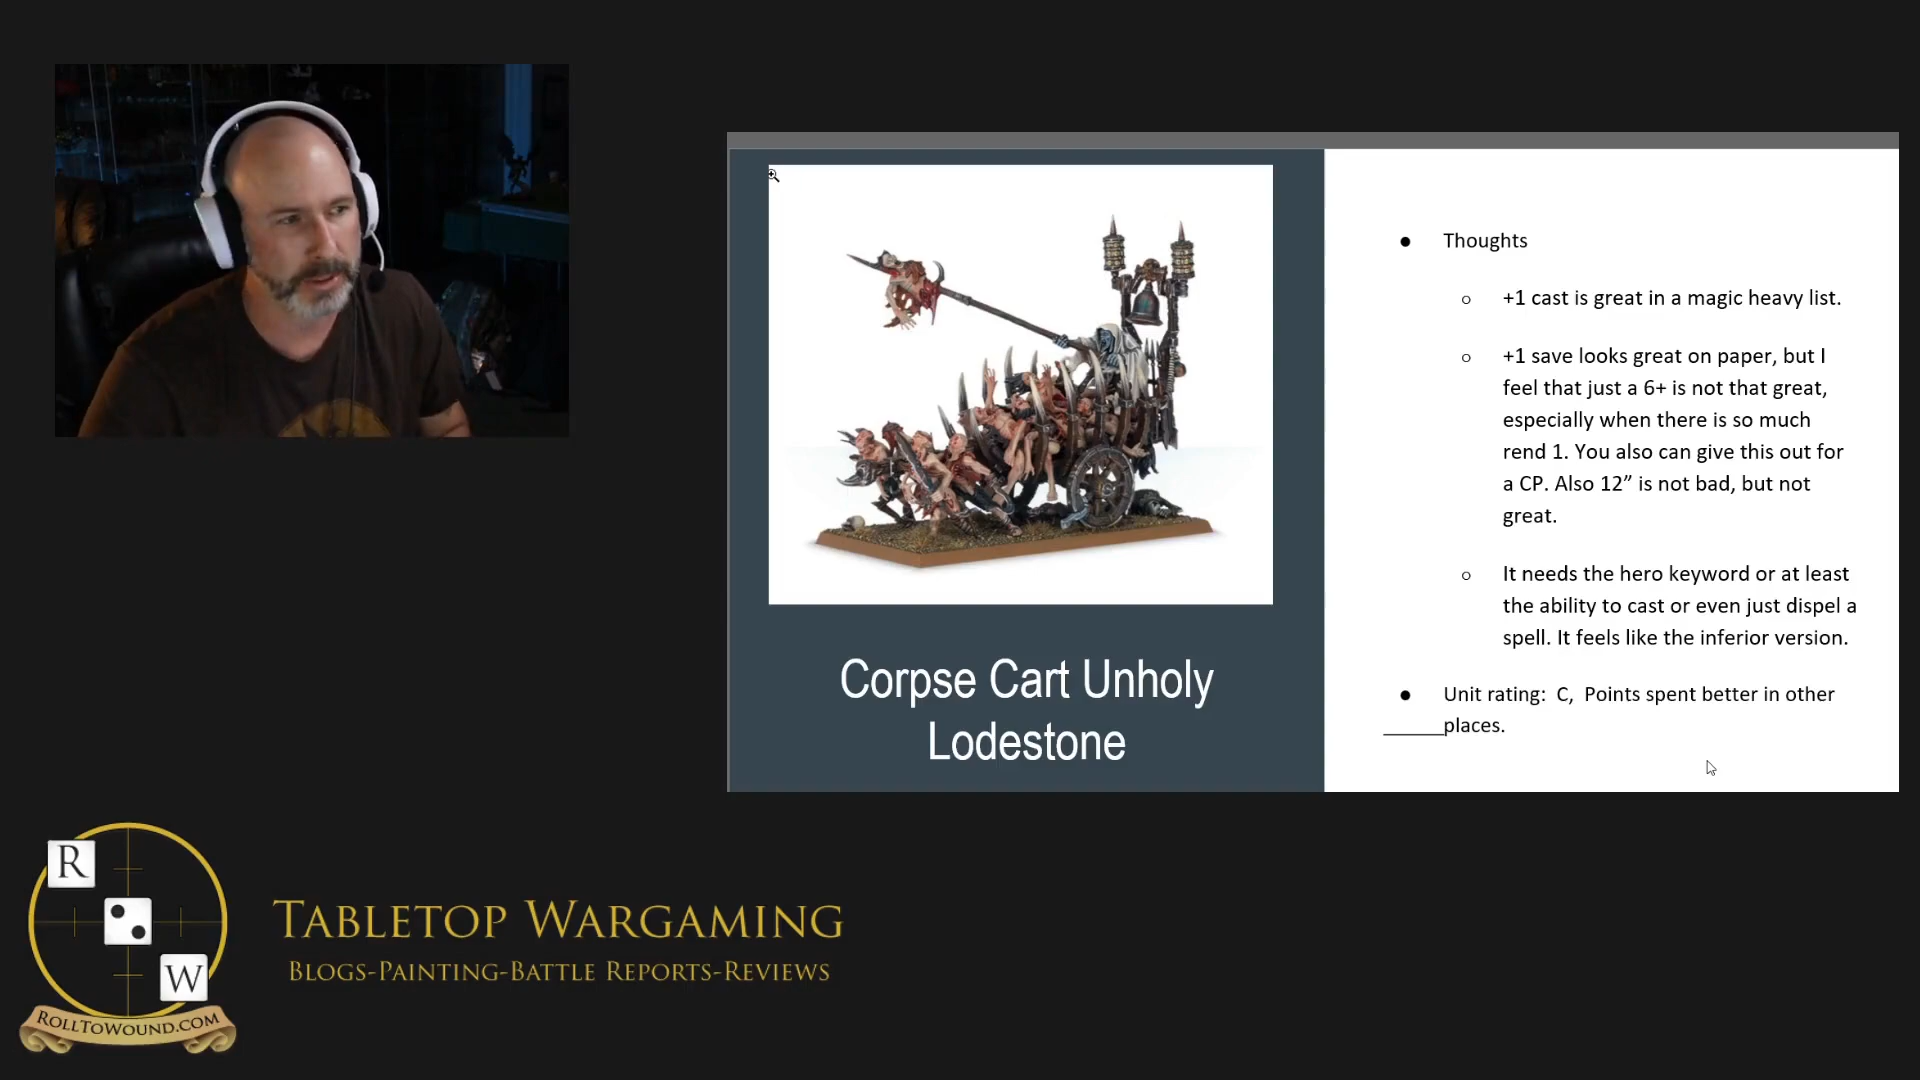 Thoughts
+1 cast is great in a magic heavy list.
+1 save looks great on paper, but I
feel that just a 6+ is not that great,
especially when there is so much
rend 1. You also can give this out for
a CP. Also 12” is not bad, but not
great.
It needs the hero keyword or at least
the ability to cast or even just dispel a
spell. It feels like the inferior version.
Unit rating: C, Points spent better in other
places.
Corpse Cart Unholy
Lodestone
R
W
ROLLTOWOUND.COM
TABLETOP WARGAMING
BLOGS-PAINTING-BATTLE REPORTS-REVIEWS